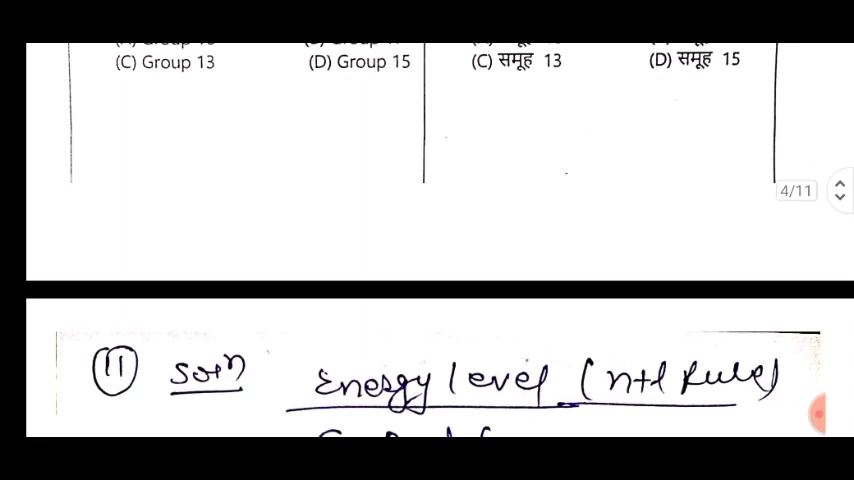 (C) Group 13 (D) Group 15 (C) समूह 13 (D) समूह 15
4/11
11 Solⁿ Energy level (n+l Rule)